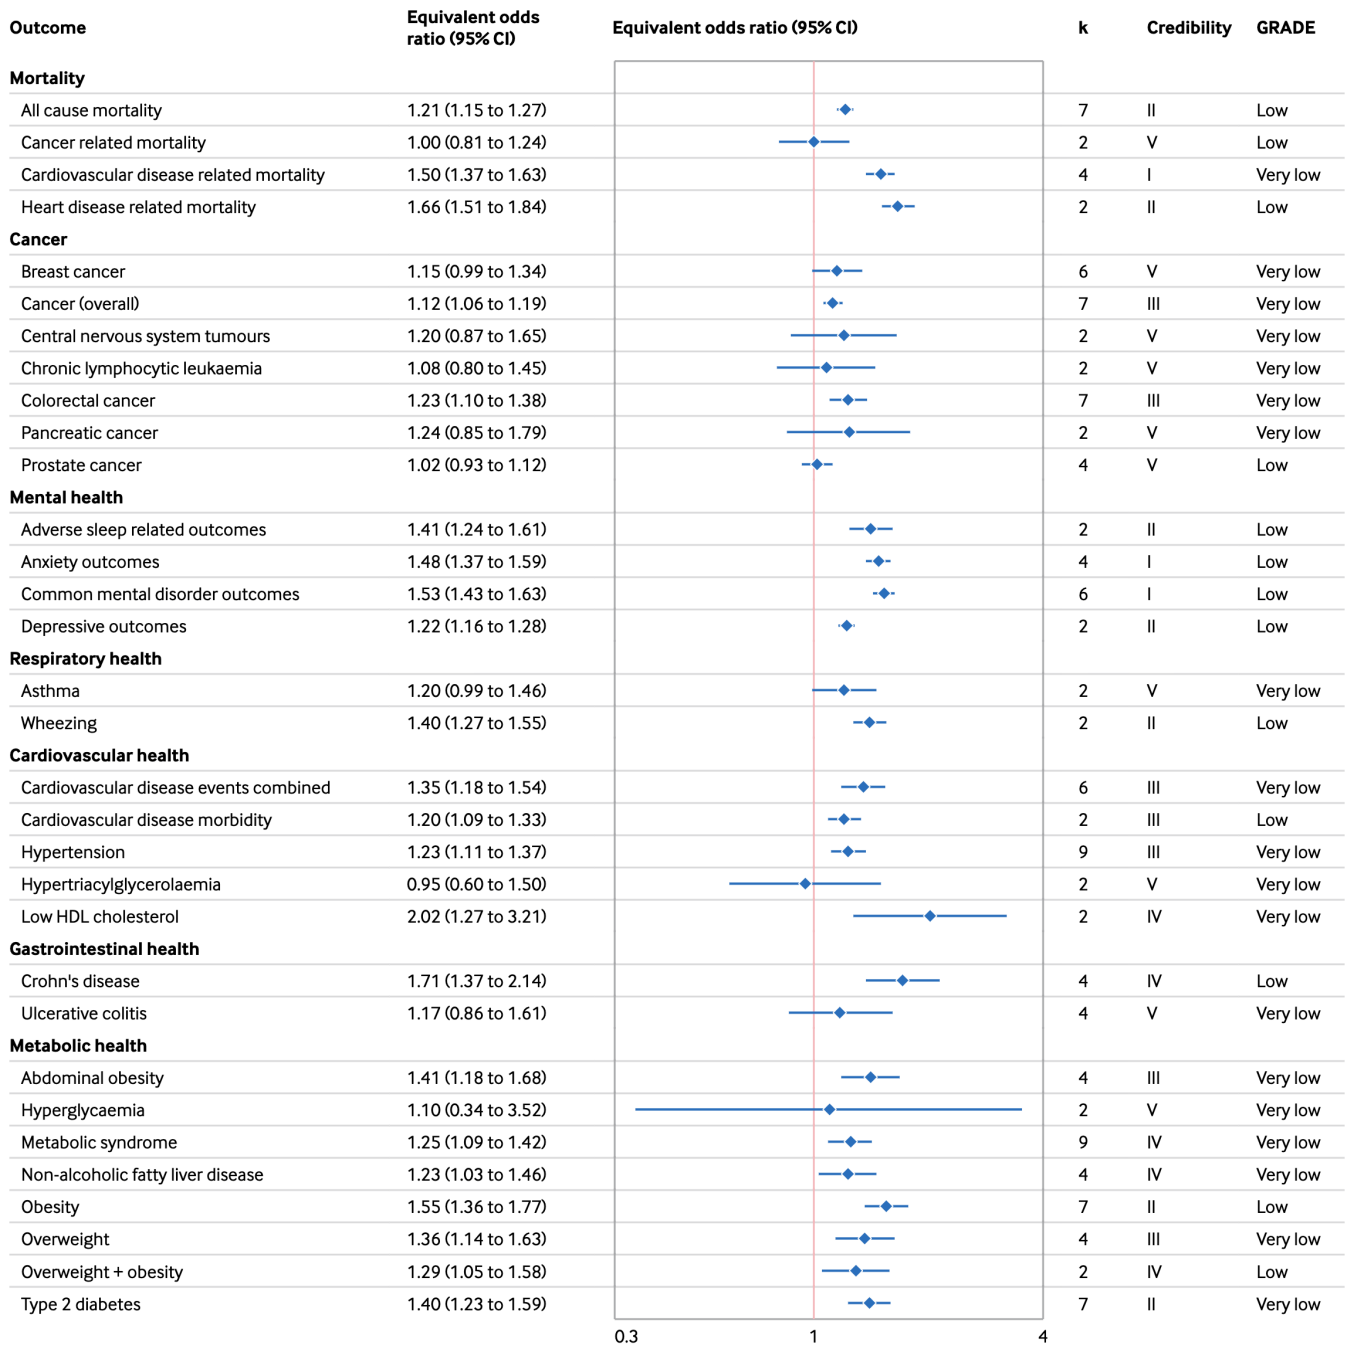 Outcome Equivalent odds ratio (95% CI) Equivalent odds ratio (95% CI) k Credibility GRADE
Mortality
All cause mortality 1.21 (1.15 to 1.27) 7 II Low
Cancer related mortality 1.00 (0.81 to 1.24) 2 V Low
Cardiovascular disease related mortality 1.50 (1.37 to 1.63) 4 I Very low
Heart disease related mortality 1.66 (1.51 to 1.84) 2 II Low
Cancer
Breast cancer 1.15 (0.99 to 1.34) 6 V Very low
Cancer (overall) 1.12 (1.06 to 1.19) 7 III Very low
Central nervous system tumours 1.20 (0.87 to 1.65) 2 V Very low
Chronic lymphocytic leukaemia 1.08 (0.80 to 1.45) 2 V Very low
Colorectal cancer 1.23 (1.10 to 1.38) 7 III Very low
Pancreatic cancer 1.24 (0.85 to 1.79) 2 V Very low
Prostate cancer 1.02 (0.93 to 1.12) 4 V Low
Mental health
Adverse sleep related outcomes 1.41 (1.24 to 1.61) 2 II Low
Anxiety outcomes 1.48 (1.37 to 1.59) 4 I Low
Common mental disorder outcomes 1.53 (1.43 to 1.63) 6 I Low
Depressive outcomes 1.22 (1.16 to 1.28) 2 II Low
Respiratory health
Asthma 1.20 (0.99 to 1.46) 2 V Very low
Wheezing 1.40 (1.27 to 1.55) 2 II Low
Cardiovascular health
Cardiovascular disease events combined 1.35 (1.18 to 1.54) 6 III Very low
Cardiovascular disease morbidity 1.20 (1.09 to 1.33) 2 III Low
Hypertension 1.23 (1.11 to 1.37) 9 III Very low
Hypertriacylglycerolaemia 0.95 (0.60 to 1.50) 2 V Very low
Low HDL cholesterol 2.02 (1.27 to 3.21) 2 IV Very low
Gastrointestinal health
Crohn's disease 1.71 (1.37 to 2.14) 4 IV Low
Ulcerative colitis 1.17 (0.86 to 1.61) 4 V Very low
Metabolic health
Abdominal obesity 1.41 (1.18 to 1.68) 4 III Very low
Hyperglycaemia 1.10 (0.34 to 3.52) 2 V Very low
Metabolic syndrome 1.25 (1.09 to 1.42) 9 IV Very low
Non-alcoholic fatty liver disease 1.23 (1.03 to 1.46) 4 IV Very low
Obesity 1.55 (1.36 to 1.77) 7 II Low
Overweight 1.36 (1.14 to 1.63) 4 III Very low
Overweight + obesity 1.29 (1.05 to 1.58) 2 IV Low
Type 2 diabetes 1.40 (1.23 to 1.59) 7 II Very low
0.3 1 4